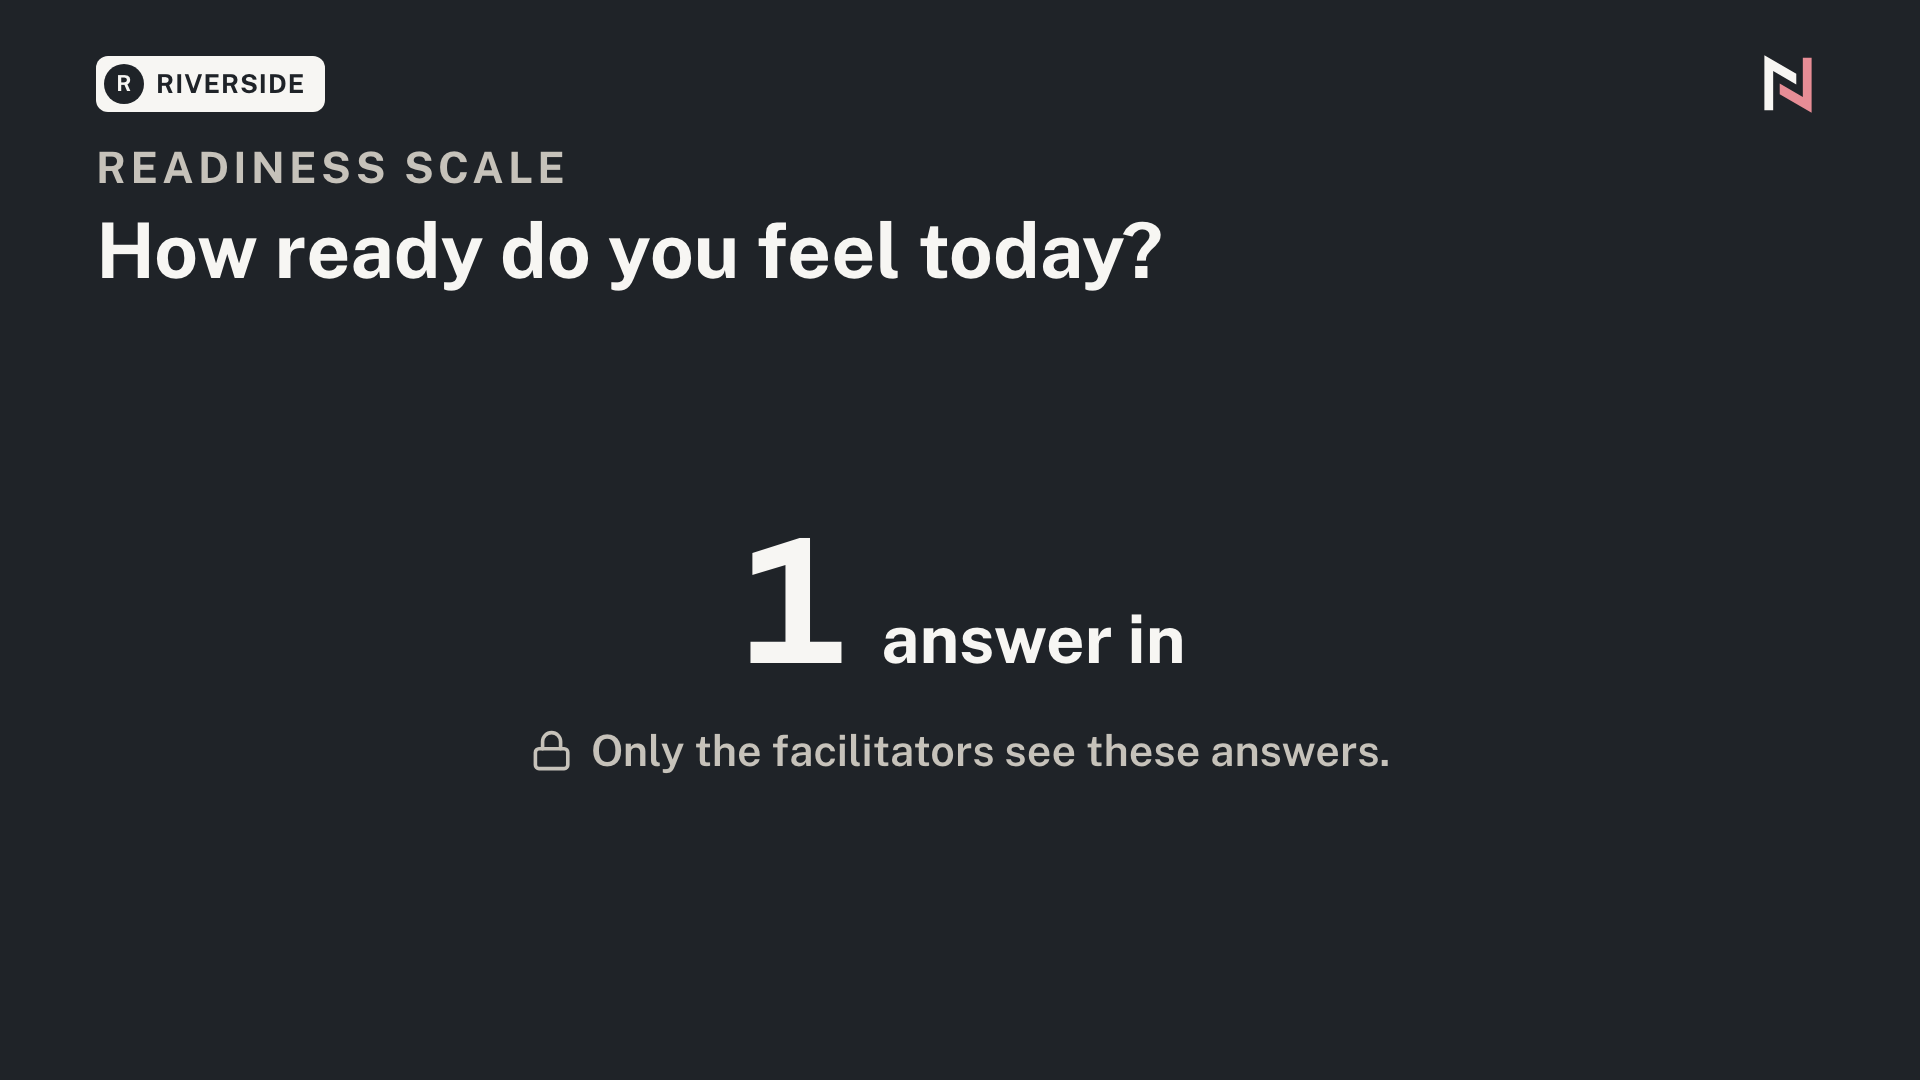 R RIVERSIDE
READINESS SCALE
How ready do you feel today?
1 answer in
Only the facilitators see these answers.